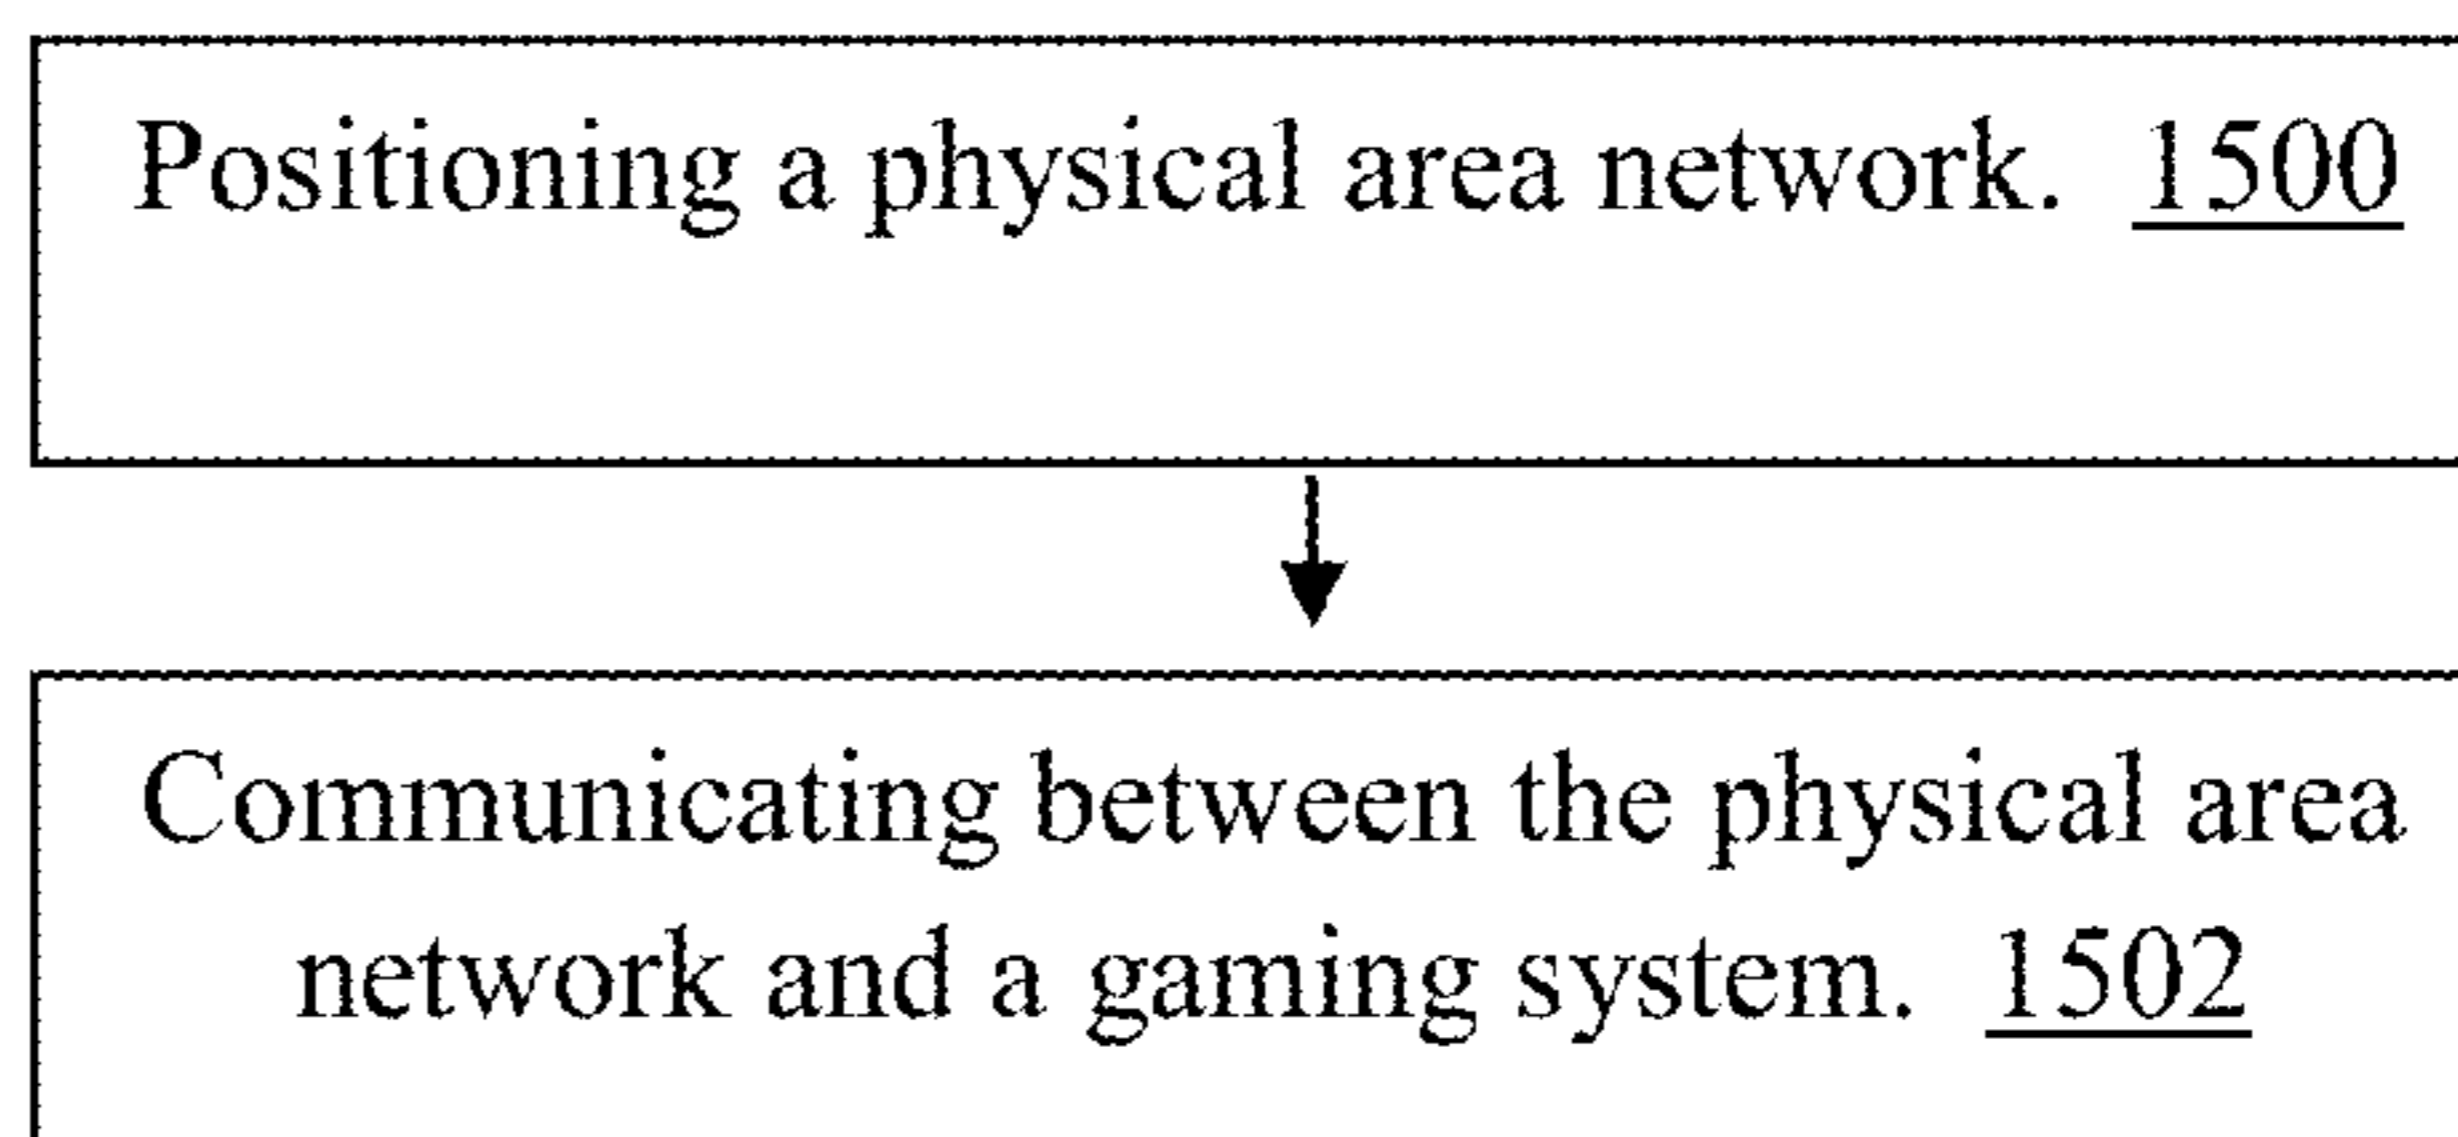 Positioning a physical area network. 1500
Communicating between the physical area
network and a gaming system. 1502